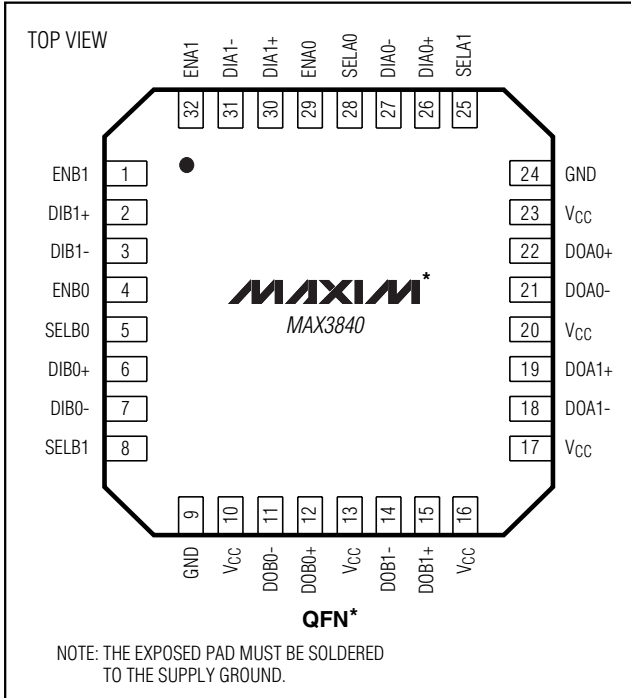 TOP VIEW
ENA1
DIA1-
DIA1+
ENA0
SELA0
DIA0-
DIA0+
SELA1
32
31
30
29
28
27
26
25
ENB1 1
DIB1+ 2
DIB1- 3
ENB0 4
SELB0 5
DIB0+ 6
DIB0- 7
SELB1 8
24 GND
23 VCC
22 DOA0+
21 DOA0-
20 VCC
19 DOA1+
18 DOA1-
17 VCC
MAXIM*
MAX3840
9
10
11
12
13
14
15
16
GND
VCC
DOB0-
DOB0+
VCC
DOB1-
DOB1+
VCC
QFN*
NOTE: THE EXPOSED PAD MUST BE SOLDERED
TO THE SUPPLY GROUND.